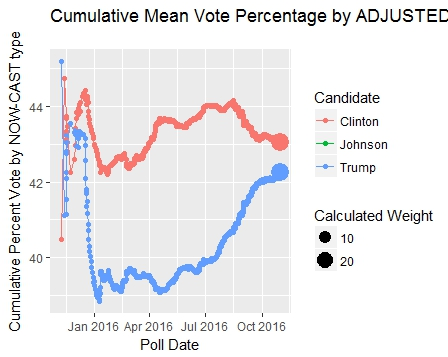 Cumulative Mean Vote Percentage by ADJUSTED
Cumulative Percent Vote by NOW-CAST type
44
42
40
Jan 2016 Apr 2016 Jul 2016 Oct 2016
Poll Date
Candidate
Clinton
Johnson
Trump
Calculated Weight
10
20